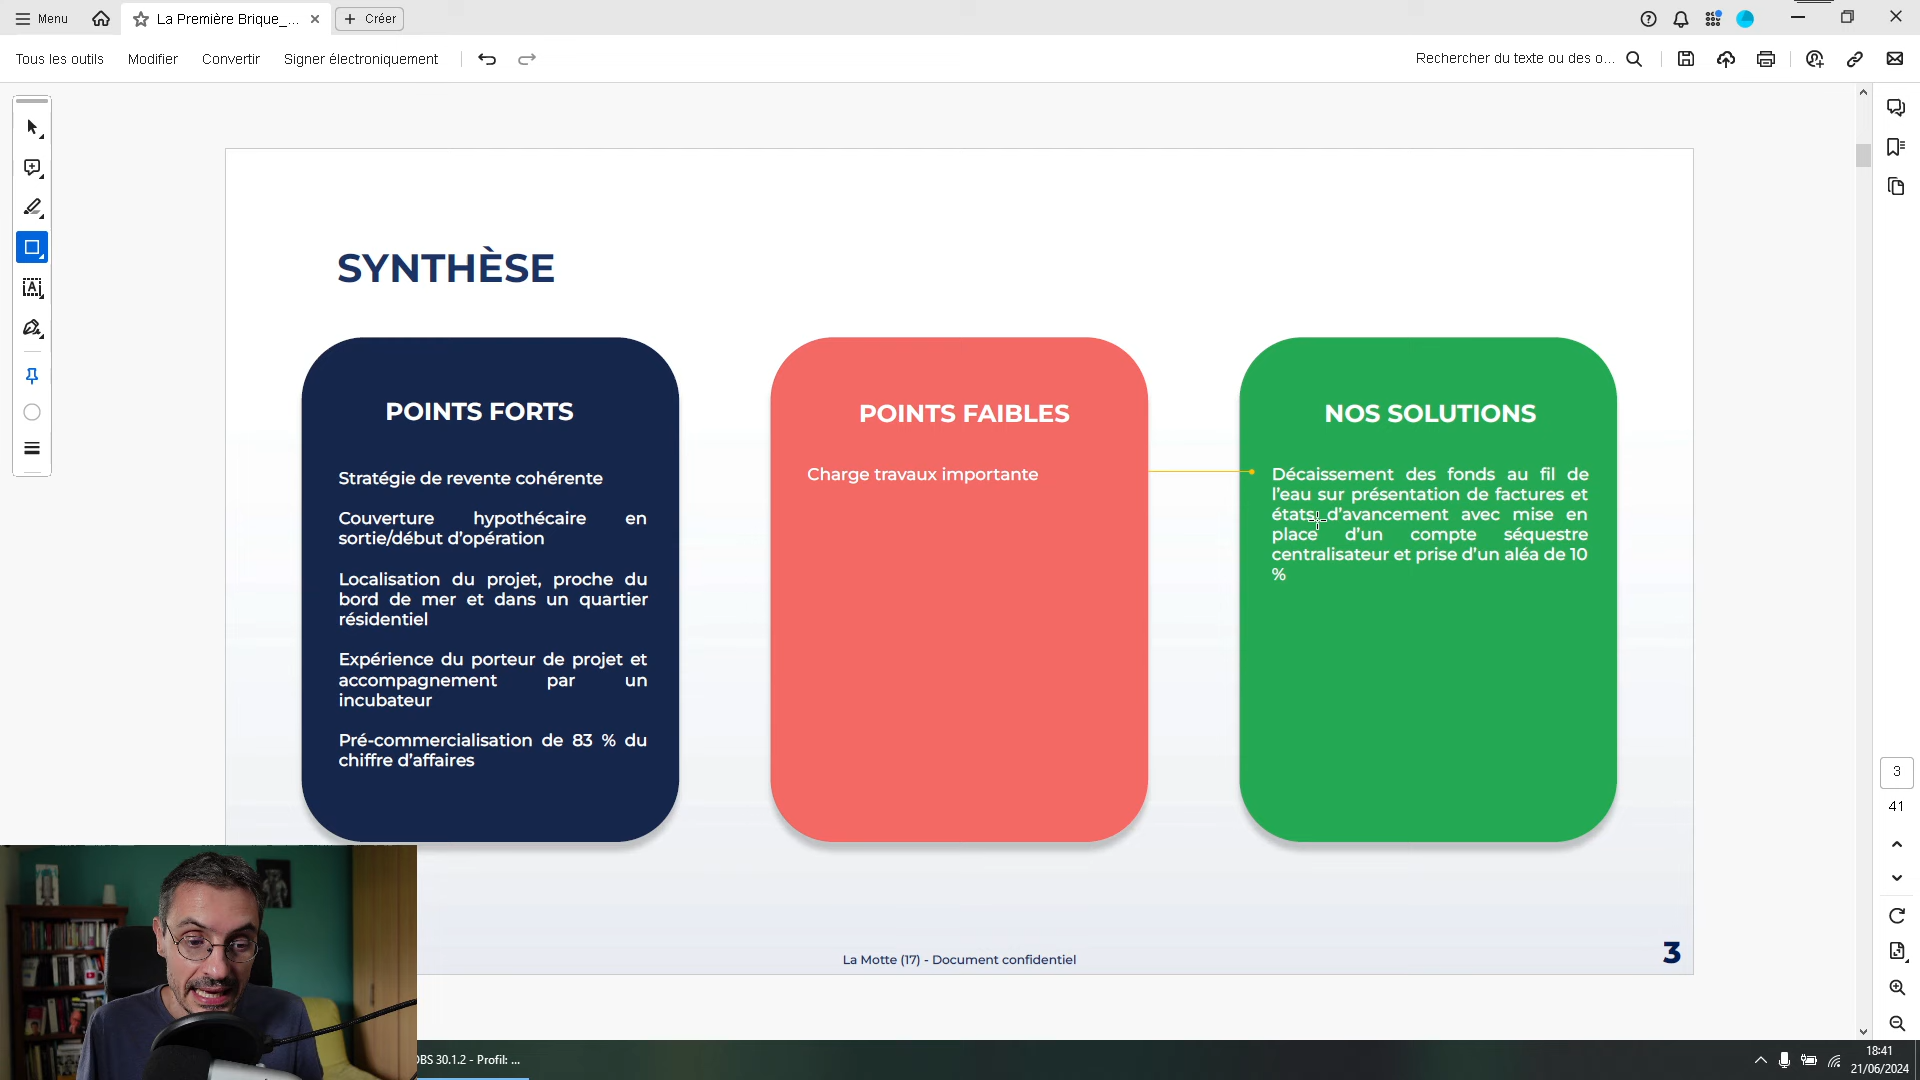 Menu
La Première Brique_...
Créer
Tous les outils
Modifier
Convertir
Signer électroniquement
Rechercher du texte ou des o...
SYNTHÈSE
POINTS FORTS
Stratégie de revente cohérente
Couverture hypothécaire en
sortie/début d'opération
Localisation du projet, proche du
bord de mer et dans un quartier
résidentiel
Expérience du porteur de projet et
accompagnement par un
incubateur
Pré-commercialisation de 83 % du
chiffre d'affaires
POINTS FAIBLES
Charge travaux importante
NOS SOLUTIONS
Décaissement des fonds au fil de
l'eau sur présentation de factures et
états d'avancement avec mise en
place d'un compte séquestre
centralisateur et prise d'un aléa de 10
%
La Motte (17) - Document confidentiel
3
3
41
OBS 30.1.2 - Profil: ...
18:41
21/06/2024